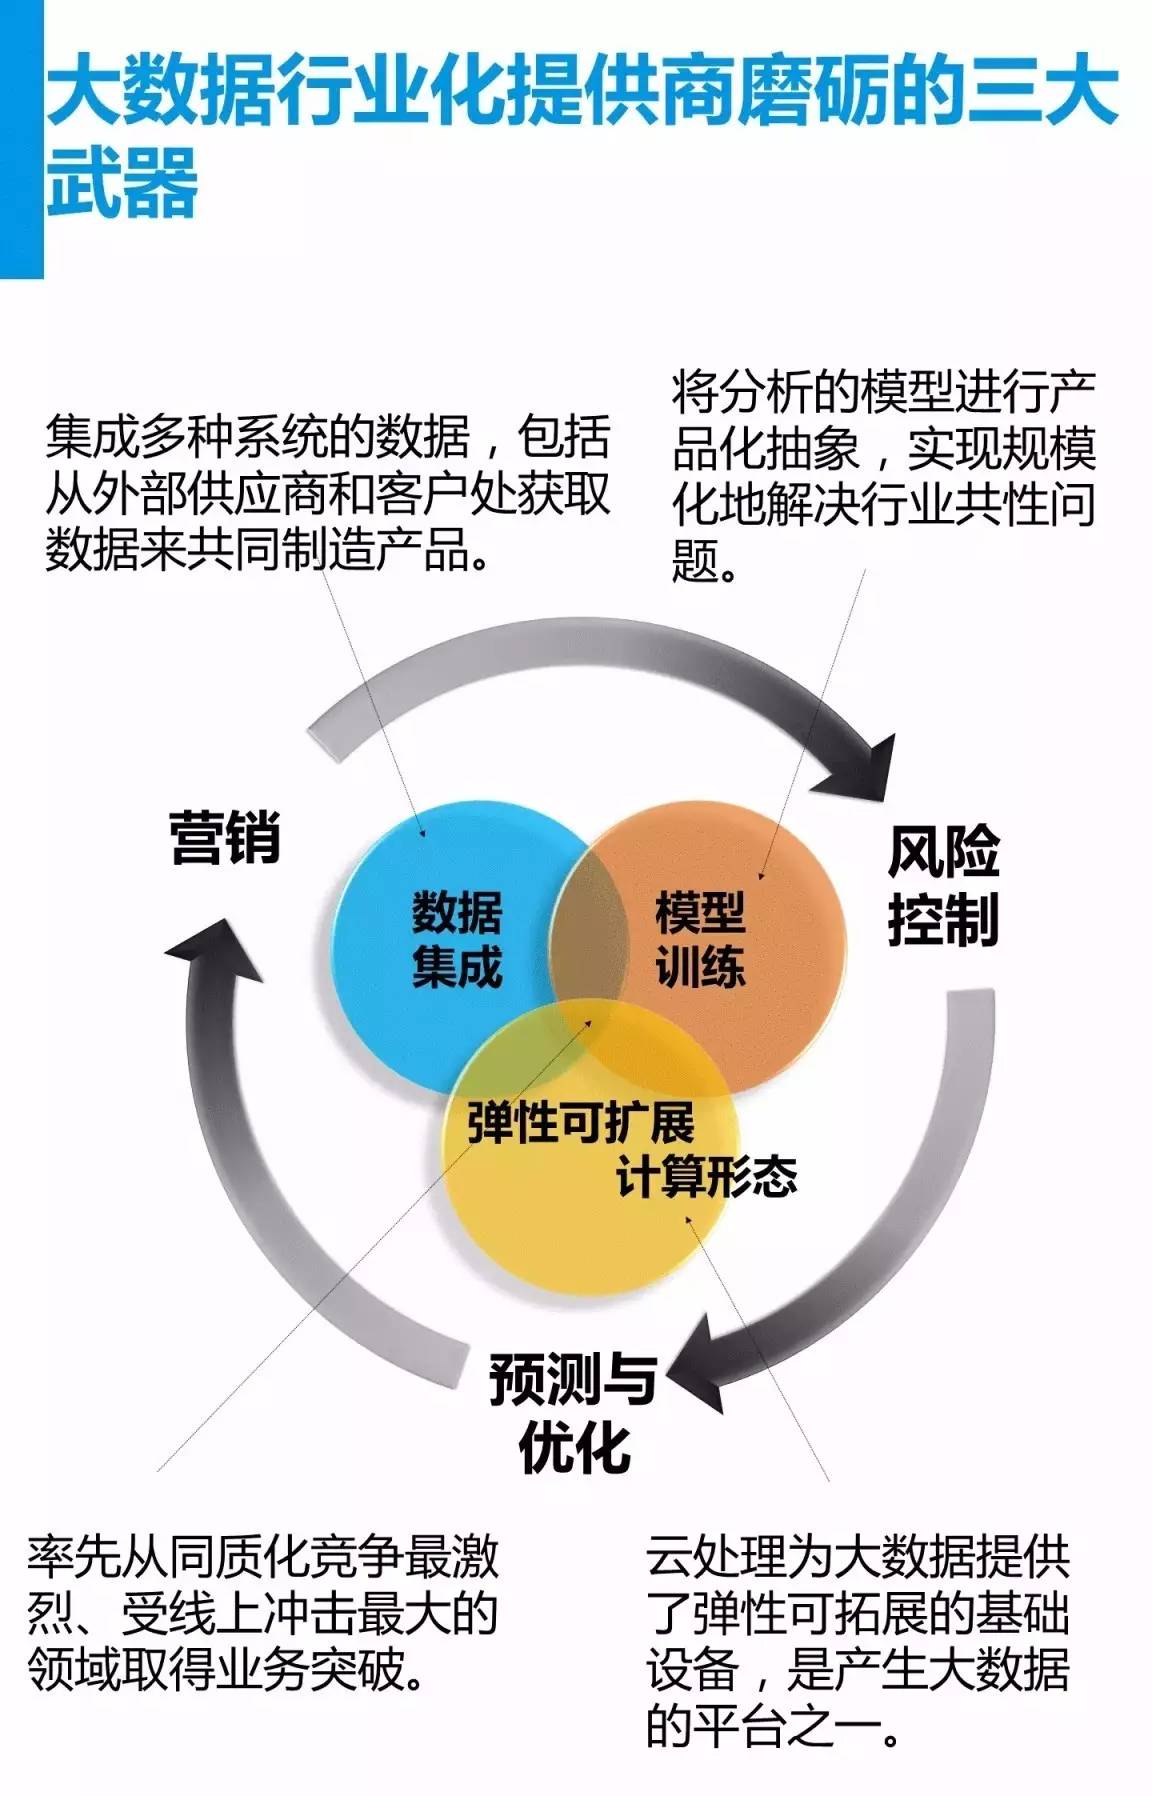 大数据行业化提供商磨砺的三大
武器
集成多种系统的数据，包括
从外部供应商和客户处获取
数据来共同制造产品。
将分析的模型进行产
品化抽象，实现规模
化地解决行业共性问
题。
营销
风险
控制
数据
集成
模型
训练
弹性可扩展
计算形态
预测与
优化
率先从同质化竞争最激
烈、受线上冲击最大的
领域取得业务突破。
云处理为大数据提供
了弹性可拓展的基础
设备，是产生大数据
的平台之一。